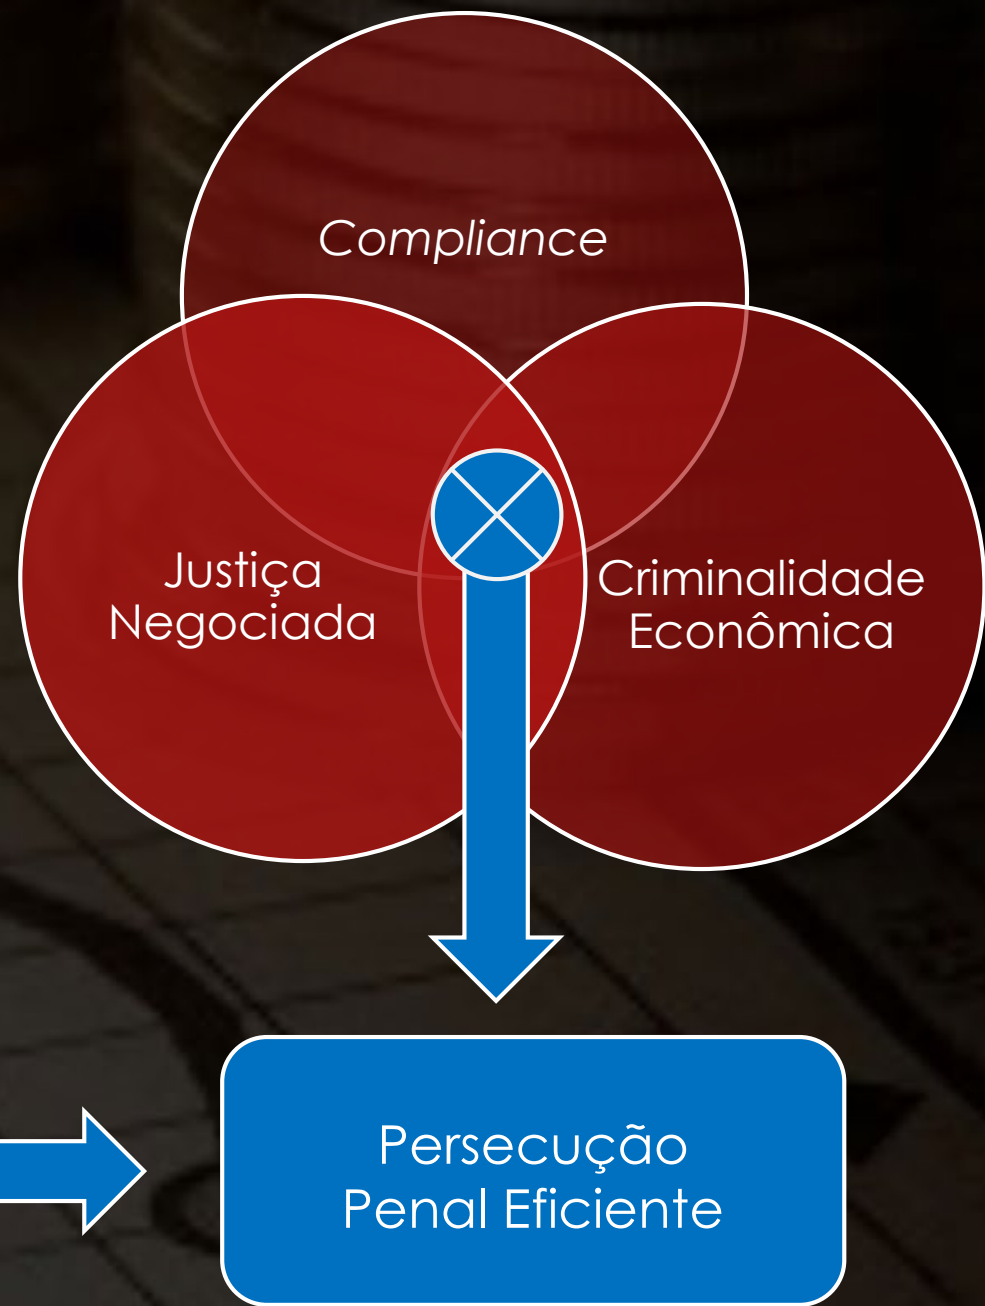 Compliance
Justiça
Negociada
Criminalidade
Econômica
Persecução
Penal Eficiente